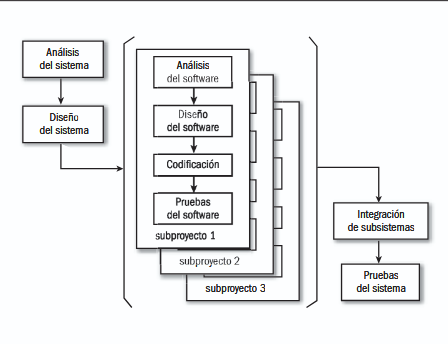 Análisis
del sistema
Diseño
del sistema
Análisis
del software
Diseño
del software
Codificación
Pruebas
del software
subproyecto 1
subproyecto 2
subproyecto 3
Integración
de subsistemas
Pruebas
del sistema